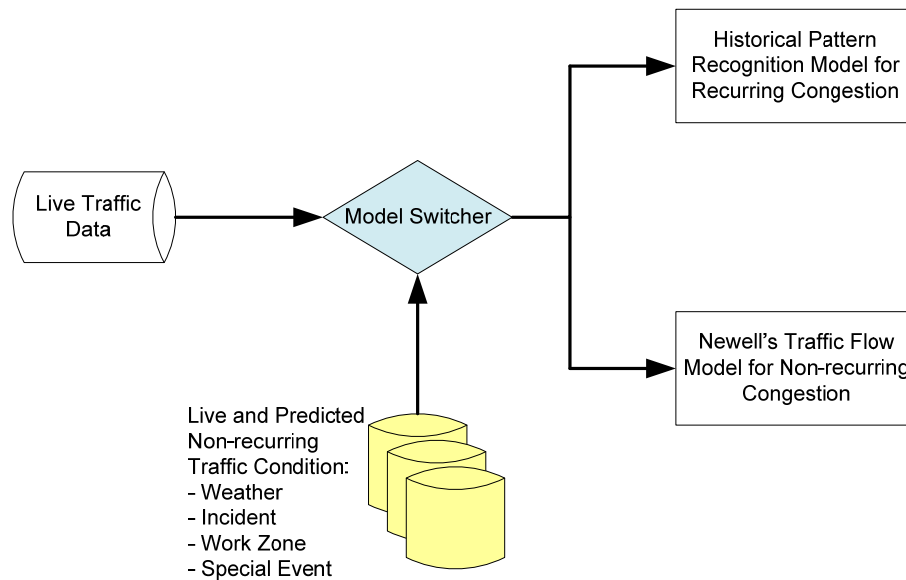 Historical Pattern
Recognition Model for
Recurring Congestion
Live Traffic
Data
Model Switcher
Newell's Traffic Flow
Model for Non-recurring
Congestion
Live and Predicted
Non-recurring
Traffic Condition:
- Weather
- Incident
- Work Zone
- Special Event